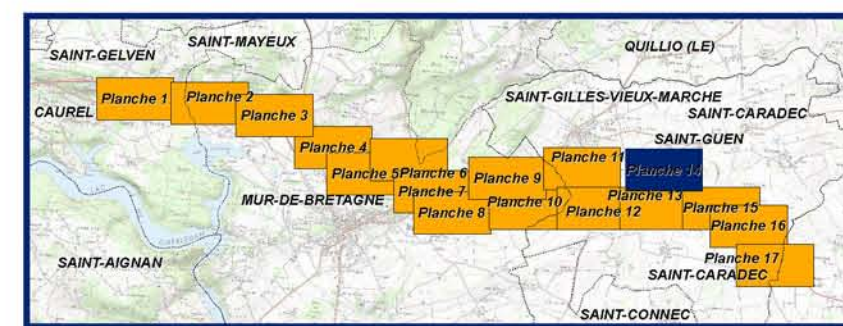 SAINT-GELVEN
SAINT-MAYEUX
QUILLIO (LE)
CAUREL
Planche 1
Planche 2
Planche 3
SAINT-GILLES-VIEUX-MARCHE
SAINT-CARADEC
SAINT-GUEN
Planche 4
Planche 5
Planche 6
Planche 7
Planche 8
Planche 9
Planche 10
Planche 11
Planche 12
Planche 13
Planche 14
Planche 15
Planche 16
Planche 17
MUR-DE-BRETAGNE
SAINT-AIGNAN
SAINT-CARADEC
SAINT-CONNEC